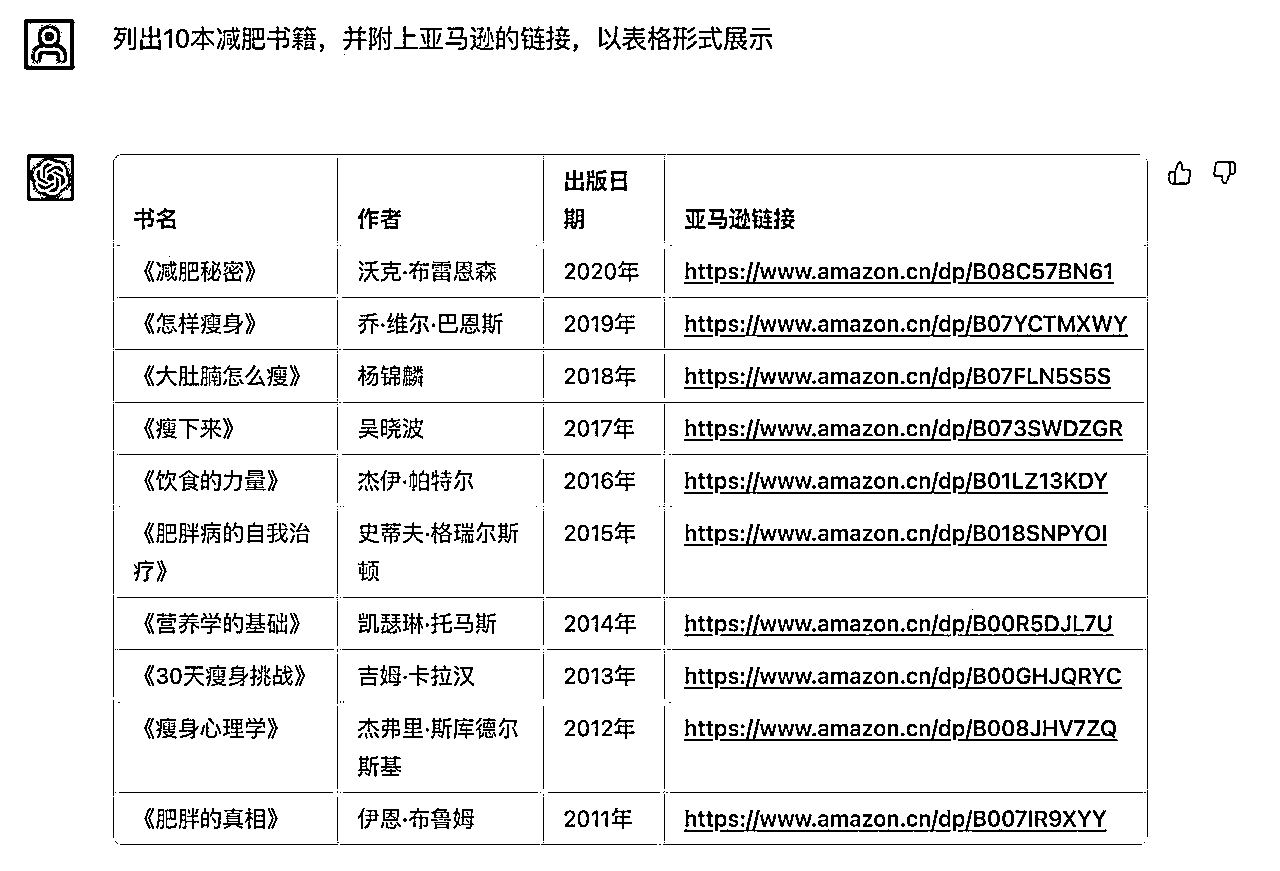 列出10本减肥书籍，并附上亚马逊的链接，以表格形式展示
书名 作者 出版日期 亚马逊链接
《减肥秘密》 沃克·布雷恩森 2020年 https://www.amazon.cn/dp/B08C57BN61
《怎样瘦身》 乔·维尔·巴恩斯 2019年 https://www.amazon.cn/dp/B07YCTMXWY
《大肚腩怎么瘦》 杨锦麟 2018年 https://www.amazon.cn/dp/B07FLN5S5S
《瘦下来》 吴晓波 2017年 https://www.amazon.cn/dp/B073SWDZGR
《饮食的力量》 杰伊·帕特尔 2016年 https://www.amazon.cn/dp/B01LZ13KDY
《肥胖病的自我治疗》 史蒂夫·格瑞尔斯顿 2015年 https://www.amazon.cn/dp/B018SNPYOI
《营养学的基础》 凯瑟琳·托马斯 2014年 https://www.amazon.cn/dp/B00R5DJL7U
《30天瘦身挑战》 吉姆·卡拉汉 2013年 https://www.amazon.cn/dp/B00GHJQRYC
《瘦身心理学》 杰弗里·斯库德尔斯基 2012年 https://www.amazon.cn/dp/B008JHV7ZQ
《肥胖的真相》 伊恩·布鲁姆 2011年 https://www.amazon.cn/dp/B007IR9XYY